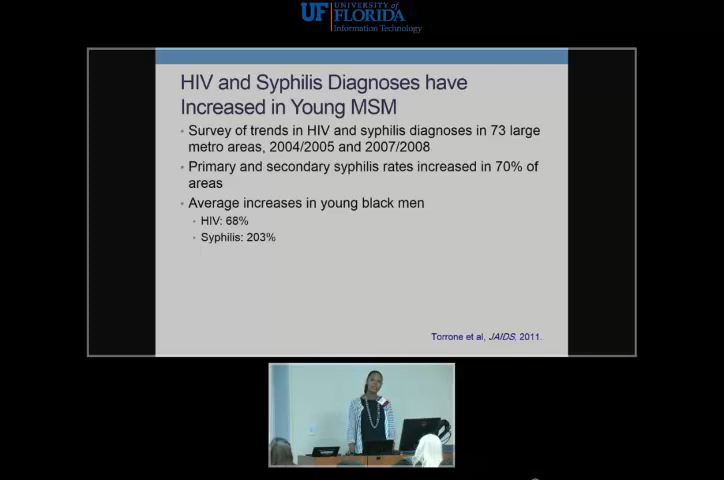 UF UNIVERSITY of
FLORIDA
Information Technology
HIV and Syphilis Diagnoses have
Increased in Young MSM
• Survey of trends in HIV and syphilis diagnoses in 73 large
metro areas, 2004/2005 and 2007/2008
• Primary and secondary syphilis rates increased in 70% of
areas
• Average increases in young black men
• HIV: 68%
• Syphilis: 203%
Torrone et al, JAIDS, 2011.